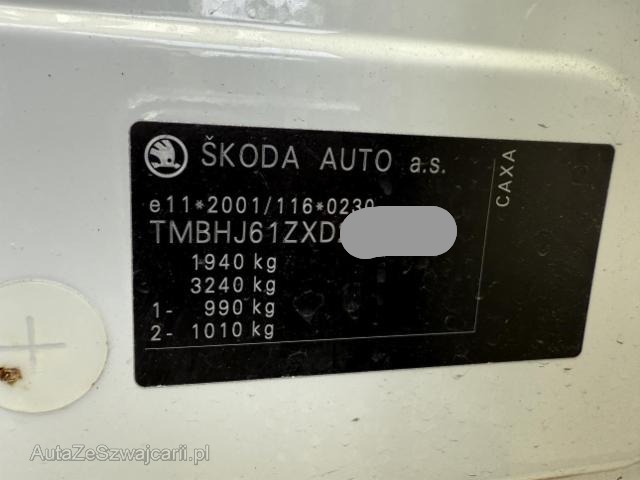 ŠKODA AUTO a.s.
CAXA
e11*2001/116*0230
TMBHJ61ZXD
1940 kg
3240 kg
1- 990 kg
2- 1010 kg
AutaZeSzwajcarii.pl